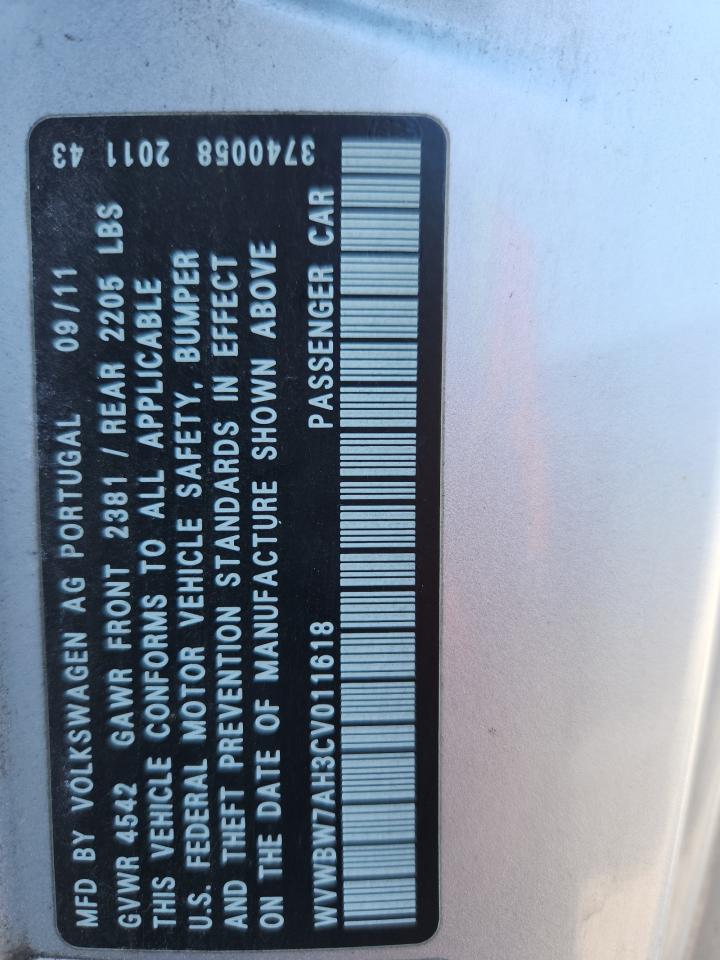 MFD BY VOLKSWAGEN AG PORTUGAL 09/11
GVWR 4542 GAWR FRONT 2381 / REAR 2205 LBS
THIS VEHICLE CONFORMS TO ALL APPLICABLE
U.S. FEDERAL MOTOR VEHICLE SAFETY, BUMPER
AND THEFT PREVENTION STANDARDS IN EFFECT
ON THE DATE OF MANUFACTURE SHOWN ABOVE
WVWBW7AH3CV011618 PASSENGER CAR
43 2011 3740058